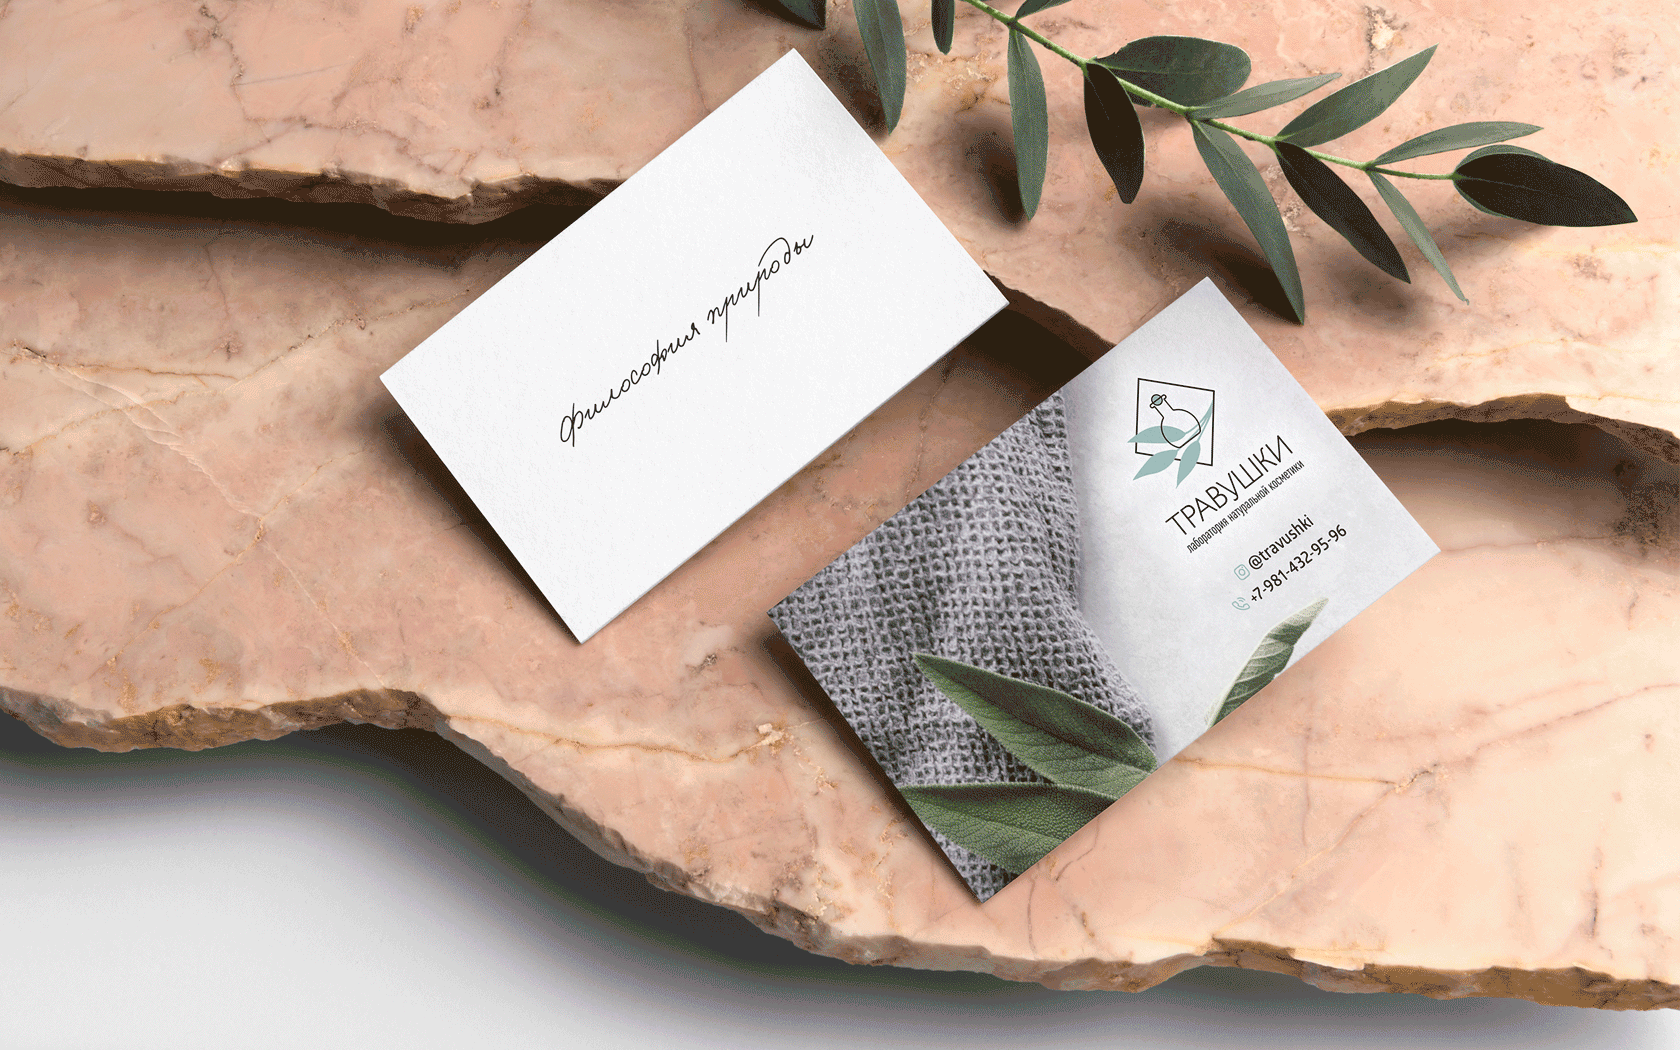 Философия природы
ТРАВУШКИ
лаборатория натуральной косметики
@travushki
+7-981-432-95-96